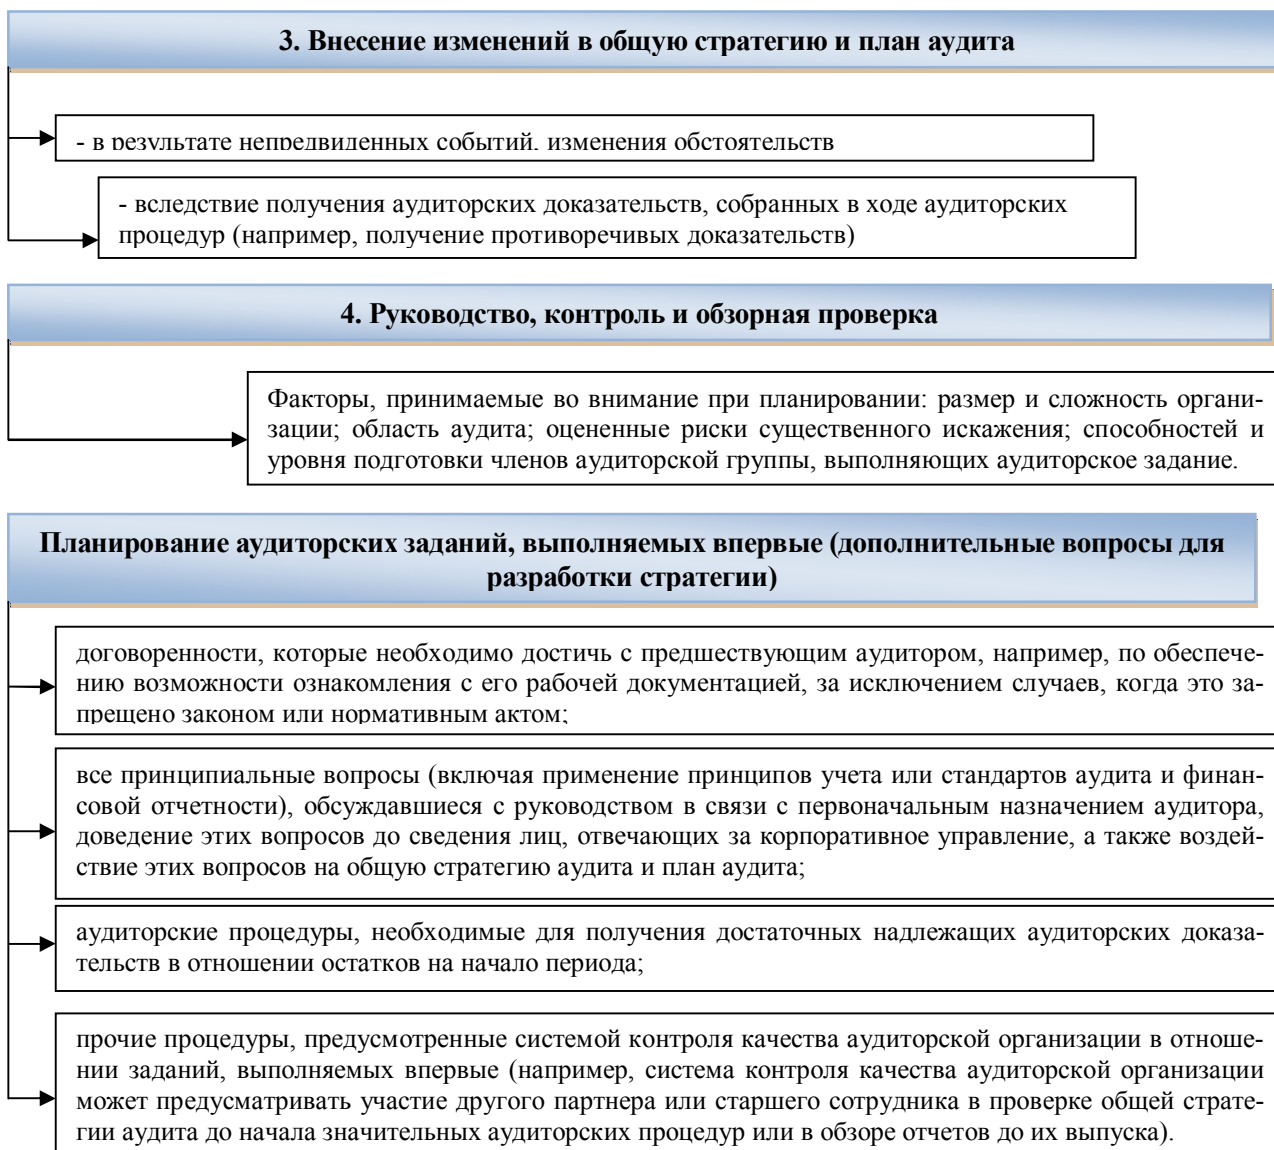 3. Внесение изменений в общую стратегию и план аудита
- в результате непредвиденных событий, изменения обстоятельств
- вследствие получения аудиторских доказательств, собранных в ходе аудиторских
процедур (например, получение противоречивых доказательств)
4. Руководство, контроль и обзорная проверка
Факторы, принимаемые во внимание при планировании: размер и сложность органи-
зации; область аудита; оцененные риски существенного искажения; способностей и
уровня подготовки членов аудиторской группы, выполняющих аудиторское задание.
Планирование аудиторских заданий, выполняемых впервые (дополнительные вопросы для
разработки стратегии)
договоренности, которые необходимо достичь с предшествующим аудитором, например, по обеспече-
нию возможности ознакомления с его рабочей документацией, за исключением случаев, когда это за-
прещено законом или нормативным актом;
все принципиальные вопросы (включая применение принципов учета или стандартов аудита и финан-
совой отчетности), обсуждавшиеся с руководством в связи с первоначальным назначением аудитора,
доведение этих вопросов до сведения лиц, отвечающих за корпоративное управление, а также воздей-
ствие этих вопросов на общую стратегию аудита и план аудита;
аудиторские процедуры, необходимые для получения достаточных надлежащих аудиторских доказа-
тельств в отношении остатков на начало периода;
прочие процедуры, предусмотренные системой контроля качества аудиторской организации в отноше-
нии заданий, выполняемых впервые (например, система контроля качества аудиторской организации
может предусматривать участие другого партнера или старшего сотрудника в проверке общей страте-
гии аудита до начала значительных аудиторских процедур или в обзоре отчетов до их выпуска).